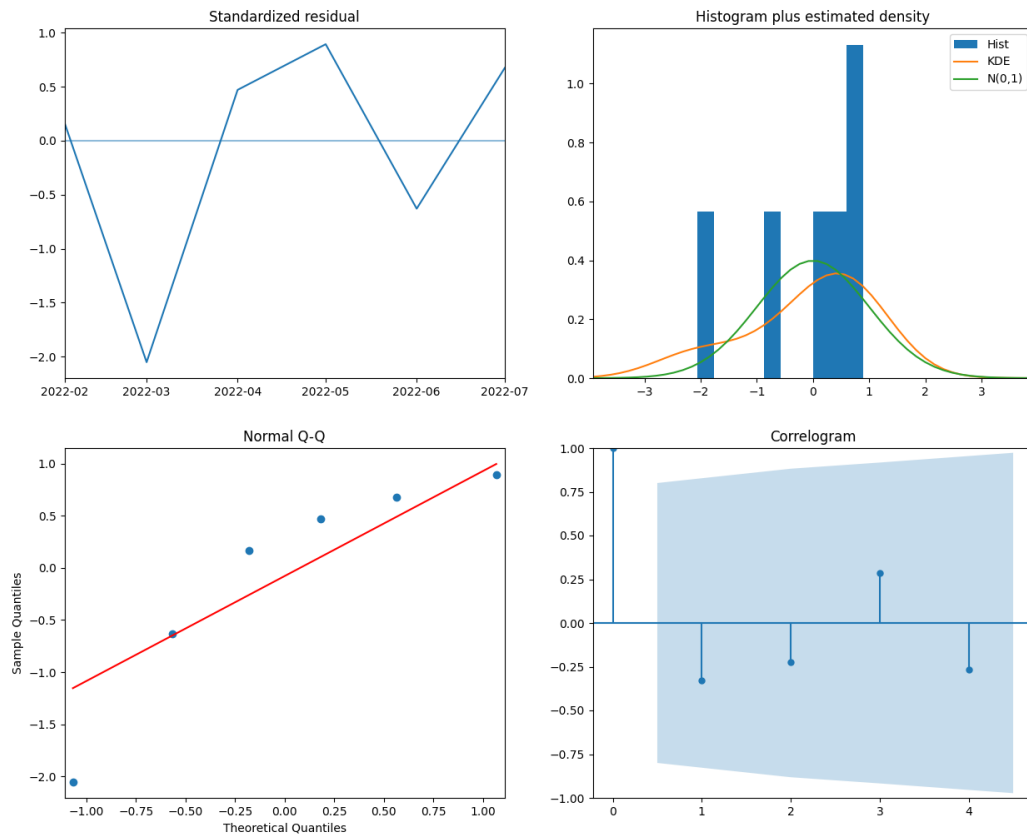 Standardized residual
1.0
0.5
0.0
−0.5
−1.0
−1.5
−2.0
2022-02 2022-03 2022-04 2022-05 2022-06 2022-07
Histogram plus estimated density
Hist
KDE
N(0,1)
1.0
0.8
0.6
0.4
0.2
0.0
−3 −2 −1 0 1 2 3
Normal Q-Q
Sample Quantiles
1.0
0.5
0.0
−0.5
−1.0
−1.5
−2.0
−1.00 −0.75 −0.50 −0.25 0.00 0.25 0.50 0.75 1.00
Theoretical Quantiles
Correlogram
1.00
0.75
0.50
0.25
0.00
−0.25
−0.50
−0.75
−1.00
0 1 2 3 4